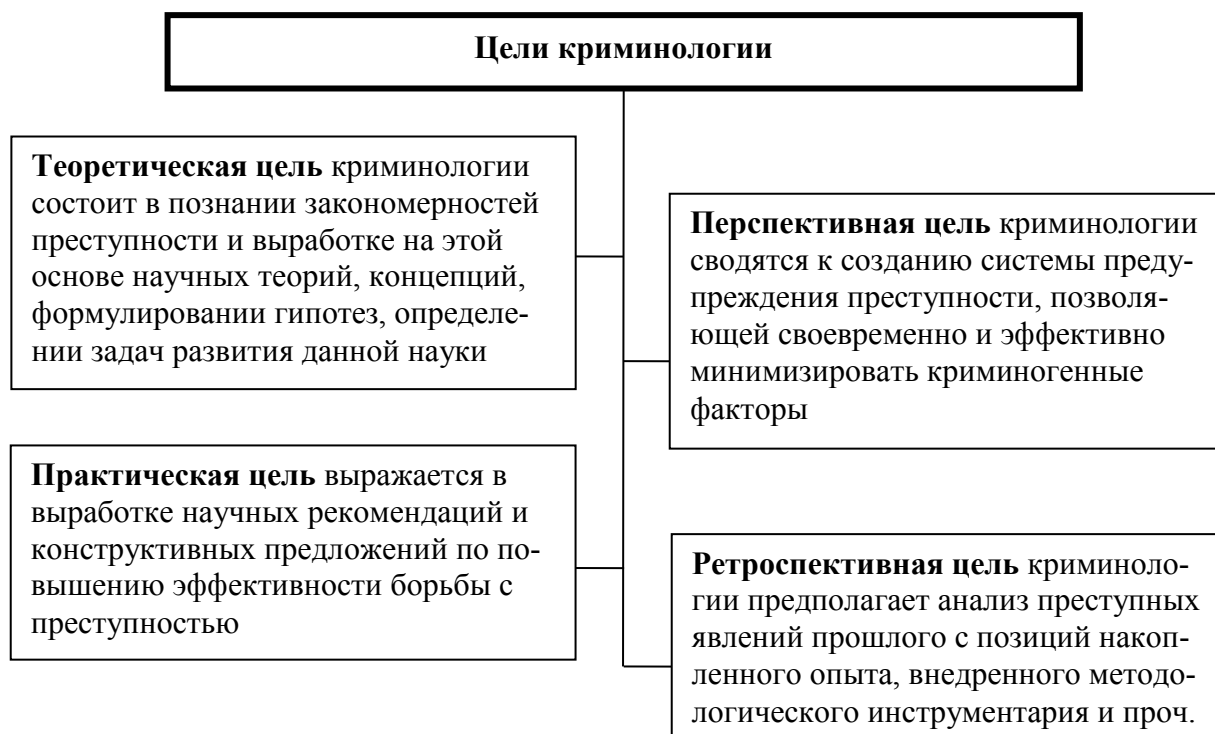 Цели криминологии
Теоретическая цель криминологии
состоит в познании закономерностей
преступности и выработке на этой
основе научных теорий, концепций,
формулировании гипотез, определе-
нии задач развития данной науки
Перспективная цель криминологии
сводятся к созданию системы преду-
преждения преступности, позволя-
ющей своевременно и эффективно
минимизировать криминогенные
факторы
Практическая цель выражается в
выработке научных рекомендаций и
конструктивных предложений по по-
вышению эффективности борьбы с
преступностью
Ретроспективная цель криминоло-
гии предполагает анализ преступных
явлений прошлого с позиций накоп-
ленного опыта, внедренного методо-
логического инструментария и проч.